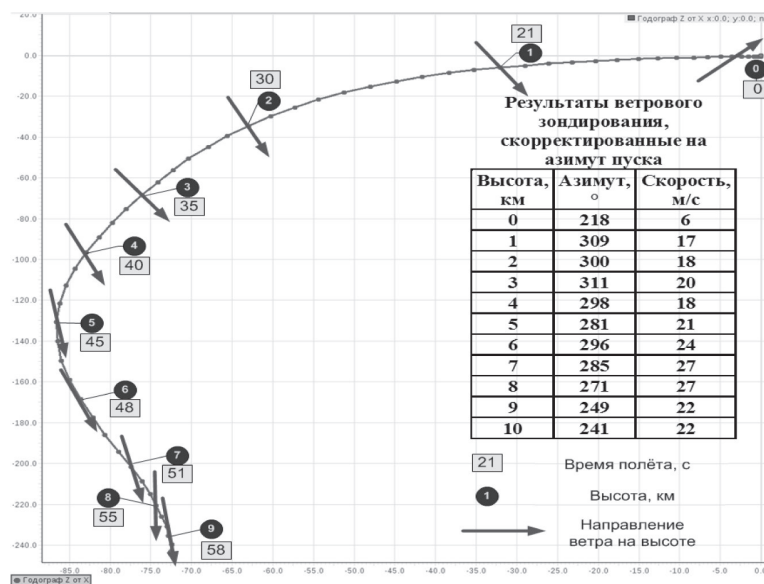 Годограф Z от X x:0.0; y:0.0; п
20.0
0.0
-20.0
-40.0
-60.0
-80.0
-100.0
-120.0
-140.0
-160.0
-180.0
-200.0
-220.0
-240.0
21
1
0
0
30
2
3
35
4
40
5
45
6
48
7
51
8
55
9
58
Результаты ветрового
зондирования,
скорректированные на
азимут пуска
Высота, км Азимут, ° Скорость, м/с
0 218 6
1 309 17
2 300 18
3 311 20
4 298 18
5 281 21
6 296 24
7 285 27
8 271 27
9 249 22
10 241 22
21 Время полёта, с
1 Высота, км
Направление
ветра на высоте
-85.0 -80.0 -75.0 -70.0 -65.0 -60.0 -55.0 -50.0 -45.0 -40.0 -35.0 -30.0 -25.0 -20.0 -15.0 -10.0 -5.0 0.0
Годограф Z от X